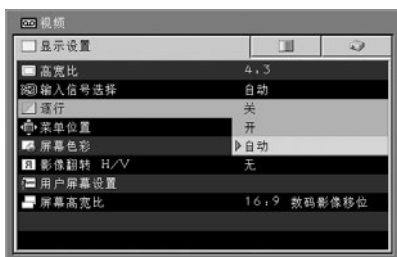 视频
显示设置
高宽比 4:3
输入信号选择 自动
逐行 关
菜单位置 开
屏幕色彩 自动
影像翻转 H/V 无
用户屏幕设置
屏幕高宽比 16:9 数码影像移位